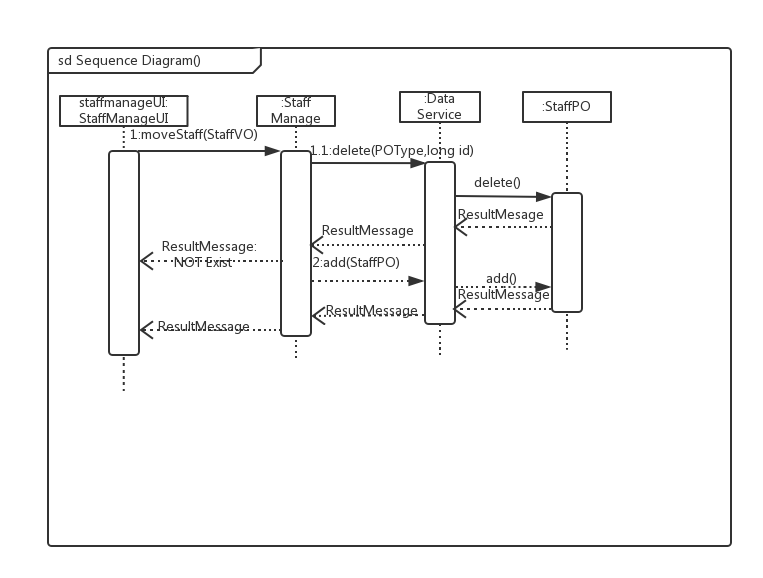 sd Sequence Diagram()
staffmanageUI:
StaffManageUI
:Staff
Manage
:Data
Service
:StaffPO
1:moveStaff(StaffVO)
1.1:delete(POType,long id)
delete()
ResultMesage
ResultMessage
ResultMessage:
NOT Exist
2:add(StaffPO)
add()
ResultMessage
ResultMessage
ResultMessage